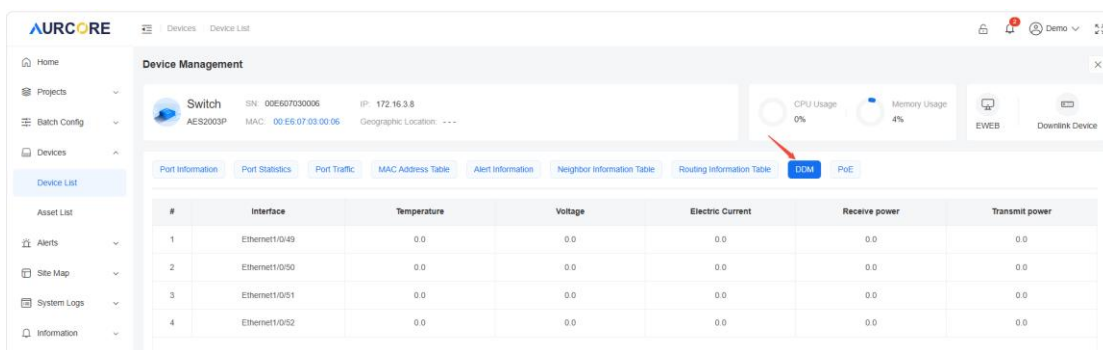 AURCORE
Devices Device List
2
Demo
Home
Projects
Batch Config
Devices
Device List
Asset List
Alerts
Site Map
System Logs
Information
Device Management
Switch
AES2003P
SN: 00E607030006
IP: 172.16.3.8
MAC: 00:E6:07:03:00:06
Geographic Location: ---
CPU Usage
0%
Memory Usage
4%
EWEB
Downlink Device
Port Information Port Statistics Port Traffic MAC Address Table Alert Information Neighbor Information Table Routing Information Table DDM PoE
# Interface Temperature Voltage Electric Current Receive power Transmit power
1 Ethernet1/0/49 0.0 0.0 0.0 0.0 0.0
2 Ethernet1/0/50 0.0 0.0 0.0 0.0 0.0
3 Ethernet1/0/51 0.0 0.0 0.0 0.0 0.0
4 Ethernet1/0/52 0.0 0.0 0.0 0.0 0.0